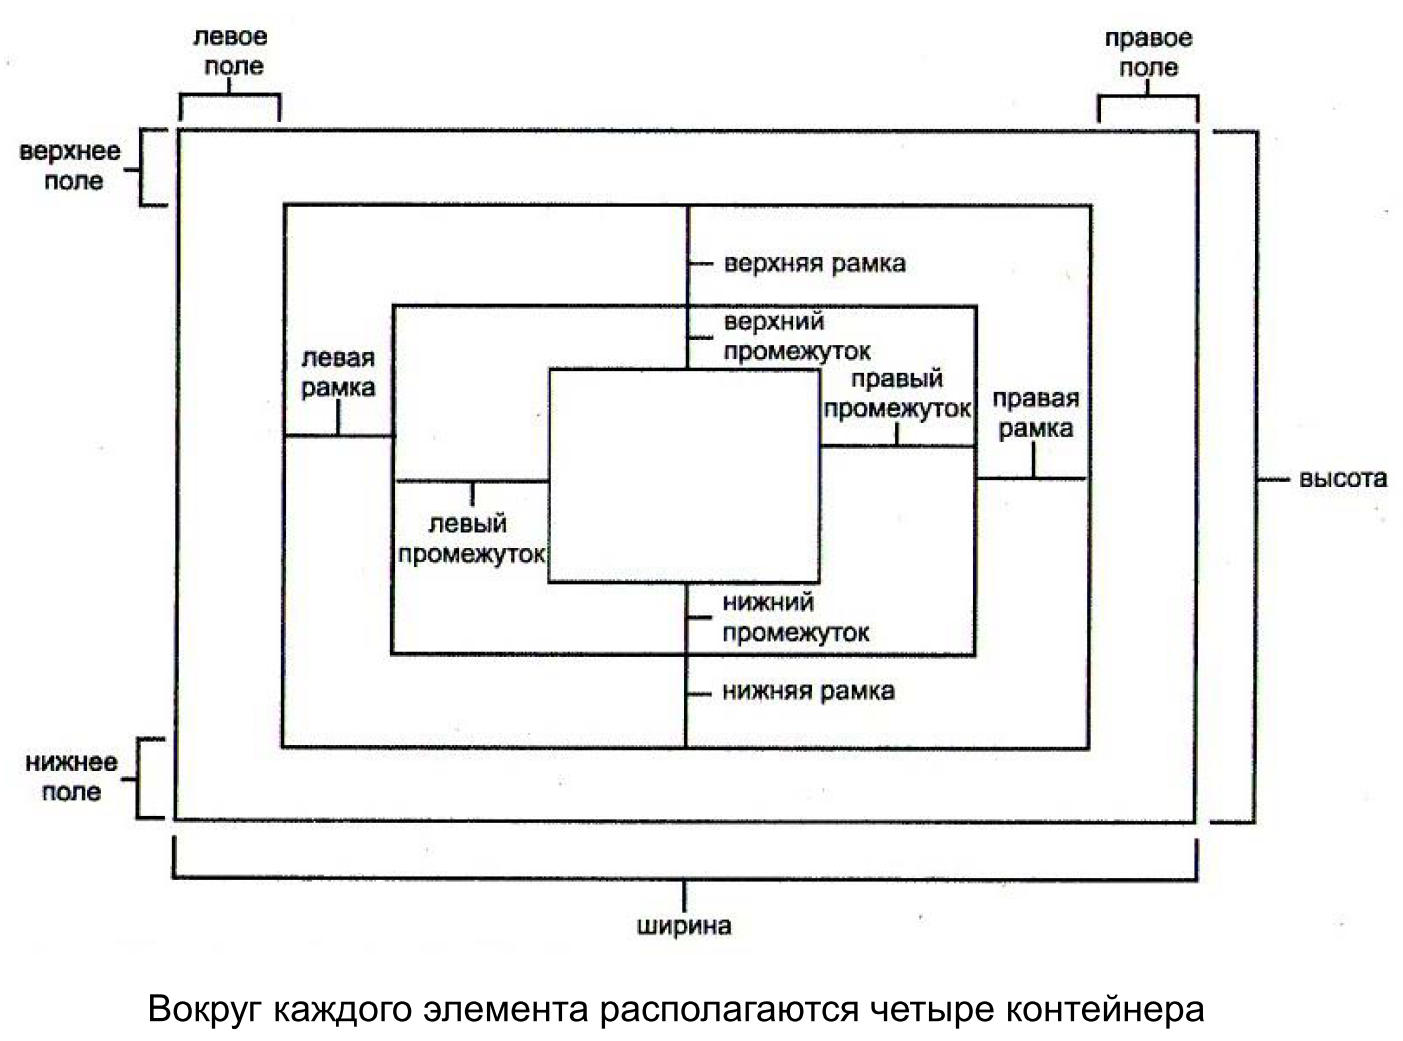 левое
поле
правое
поле
верхнее
поле
верхняя рамка
верхний
промежуток
левая
рамка
правый
промежуток
правая
рамка
высота
левый
промежуток
нижний
промежуток
нижняя рамка
нижнее
поле
ширина
Вокруг каждого элемента располагаются четыре контейнера